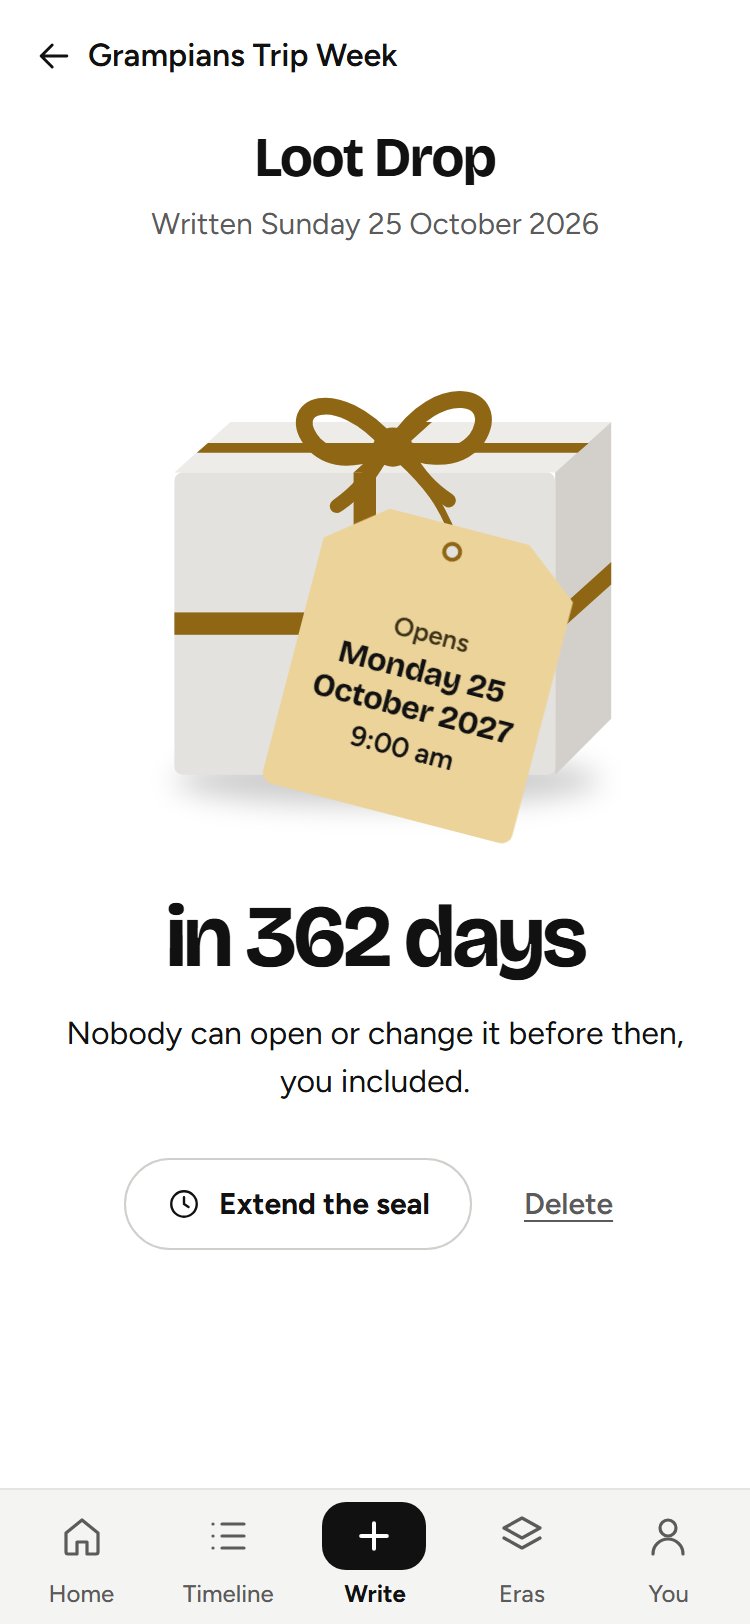 Grampians Trip Week
Loot Drop
Written Sunday 25 October 2026
Opens
Monday 25
October 2027
9:00 am
in 362 days
Nobody can open or change it before then,
you included.
Extend the seal
Delete
Home
Timeline
Write
Eras
You